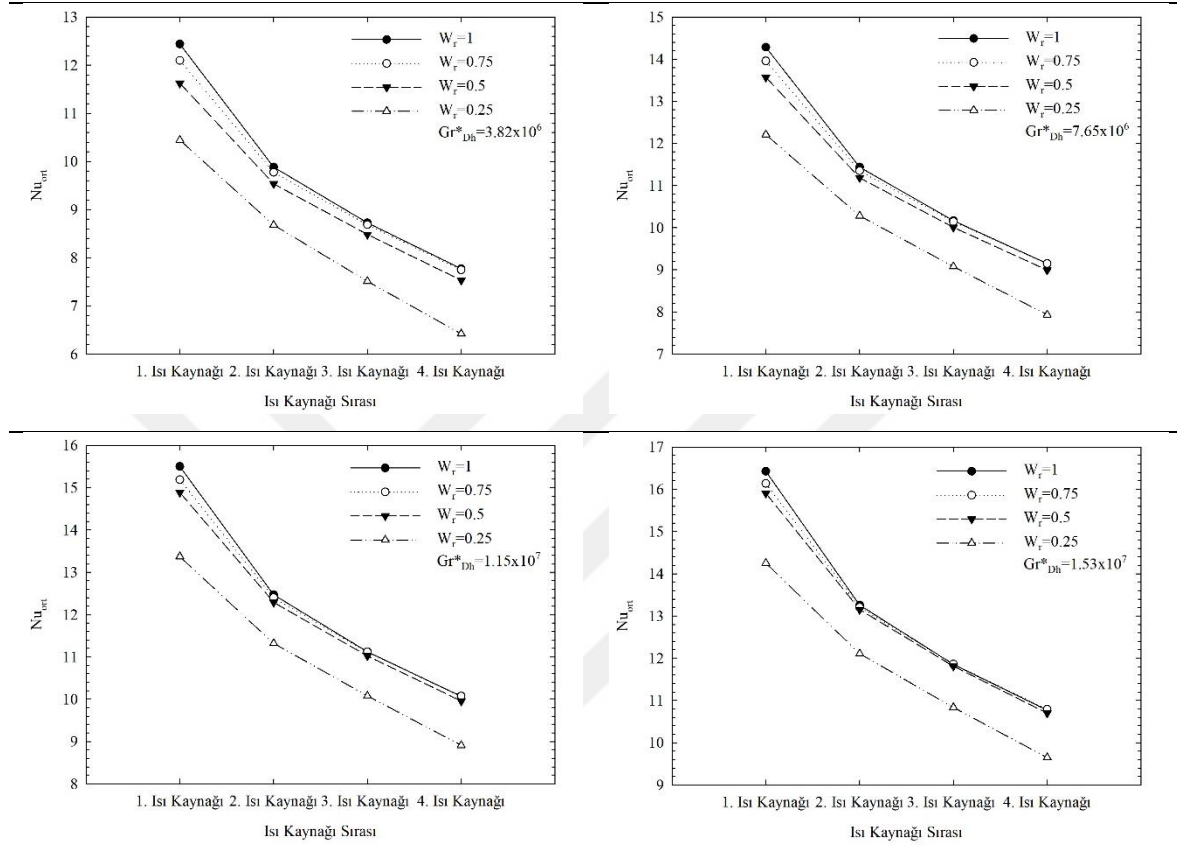 13
12
11
10
9
8
7
6
Nu_ort
W_r=1
W_r=0.75
W_r=0.5
W_r=0.25
Gr*_Dh=3.82x10^6
1. Isı Kaynağı 2. Isı Kaynağı 3. Isı Kaynağı 4. Isı Kaynağı
Isı Kaynağı Sırası
15
14
13
12
11
10
9
8
7
Nu_ort
W_r=1
W_r=0.75
W_r=0.5
W_r=0.25
Gr*_Dh=7.65x10^6
1. Isı Kaynağı 2. Isı Kaynağı 3. Isı Kaynağı 4. Isı Kaynağı
Isı Kaynağı Sırası
16
15
14
13
12
11
10
9
8
Nu_ort
W_r=1
W_r=0.75
W_r=0.5
W_r=0.25
Gr*_Dh=1.15x10^7
1. Isı Kaynağı 2. Isı Kaynağı 3. Isı Kaynağı 4. Isı Kaynağı
Isı Kaynağı Sırası
17
16
15
14
13
12
11
10
9
Nu_ort
W_r=1
W_r=0.75
W_r=0.5
W_r=0.25
Gr*_Dh=1.53x10^7
1. Isı Kaynağı 2. Isı Kaynağı 3. Isı Kaynağı 4. Isı Kaynağı
Isı Kaynağı Sırası